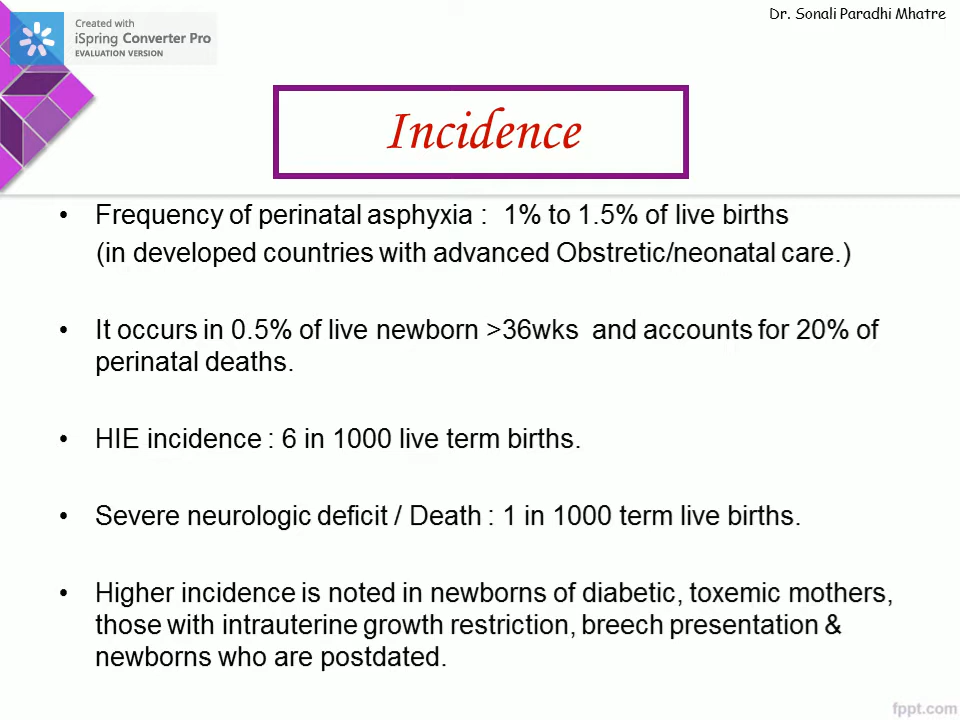 Dr. Sonali Paradhi Mhatre
Created with
iSpring Converter Pro
EVALUATION VERSION
Incidence
• Frequency of perinatal asphyxia : 1% to 1.5% of live births
(in developed countries with advanced Obstretic/neonatal care.)
• It occurs in 0.5% of live newborn >36wks and accounts for 20% of
perinatal deaths.
• HIE incidence : 6 in 1000 live term births.
• Severe neurologic deficit / Death : 1 in 1000 term live births.
• Higher incidence is noted in newborns of diabetic, toxemic mothers,
those with intrauterine growth restriction, breech presentation &
newborns who are postdated.
fppt.com